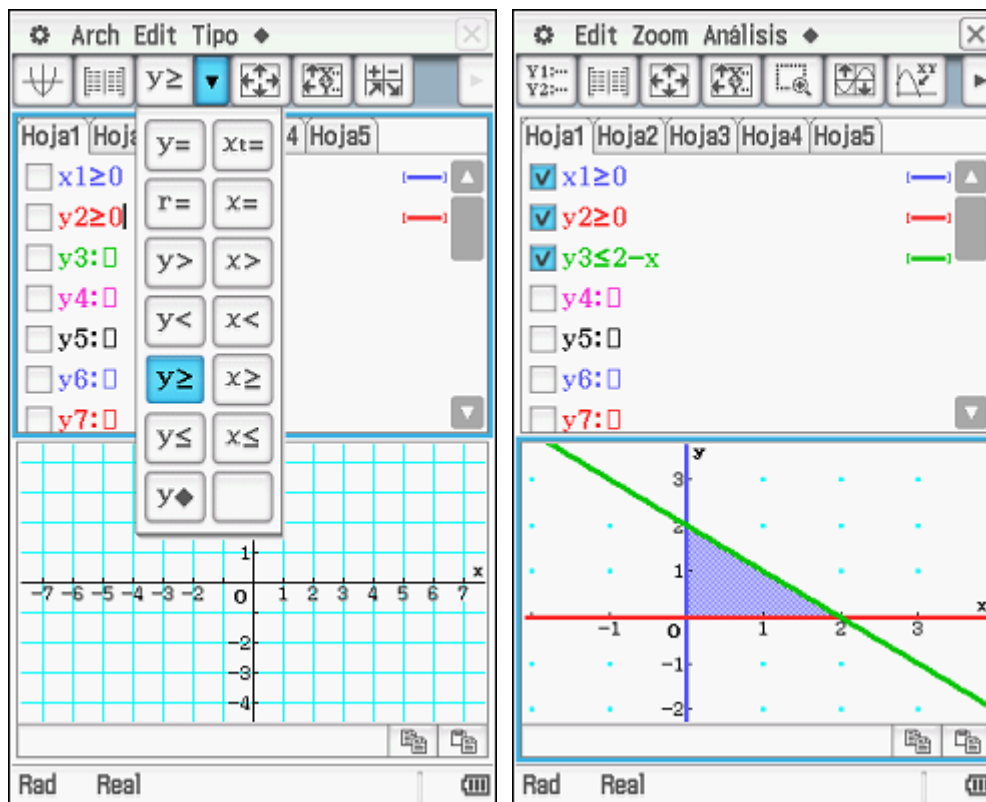 Arch Edit Tipo
y≥
Hoja1 Hoja 4 Hoja5
y= xt=
x1≥0
r= x=
y2≥0
y> x>
y3:
y< x<
y4:
y5:
y≥ x≥
y6:
y≤ x≤
y7:
y◆
1
x
-7 -6 -5 -4 -3 -2 0 1 2 3 4 5 6 7
-2
-3
-4
Rad Real
Edit Zoom Análisis
Y1:...
Y2:...
XY
Hoja1 Hoja2 Hoja3 Hoja4 Hoja5
x1≥0
y2≥0
y3≤2-x
y4:
y5:
y6:
y7:
y
3
2
1
x
-1 0 1 2 3
-1
-2
Rad Real